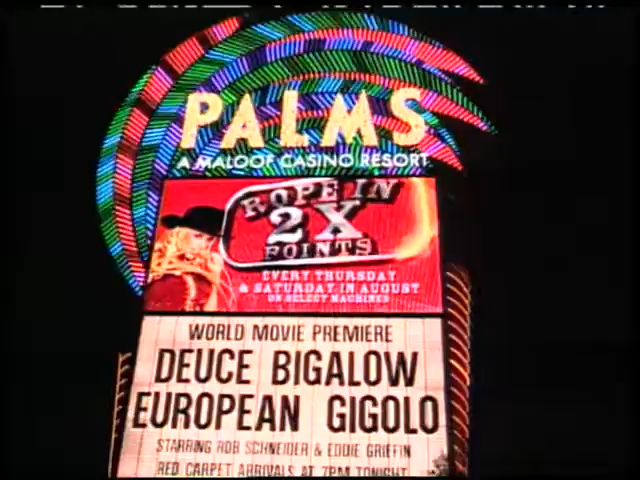 PALMS
A MALOOF CASINO RESORT
ROPE IN
2X
POINTS
EVERY THURSDAY
& SATURDAY IN AUGUST
ON SELECT MACHINES
WORLD MOVIE PREMIERE
DEUCE BIGALOW
EUROPEAN GIGOLO
STARRING ROB SCHNEIDER & EDDIE GRIFFIN
RED CARPET ARRIVALS AT 7PM TONIGHT